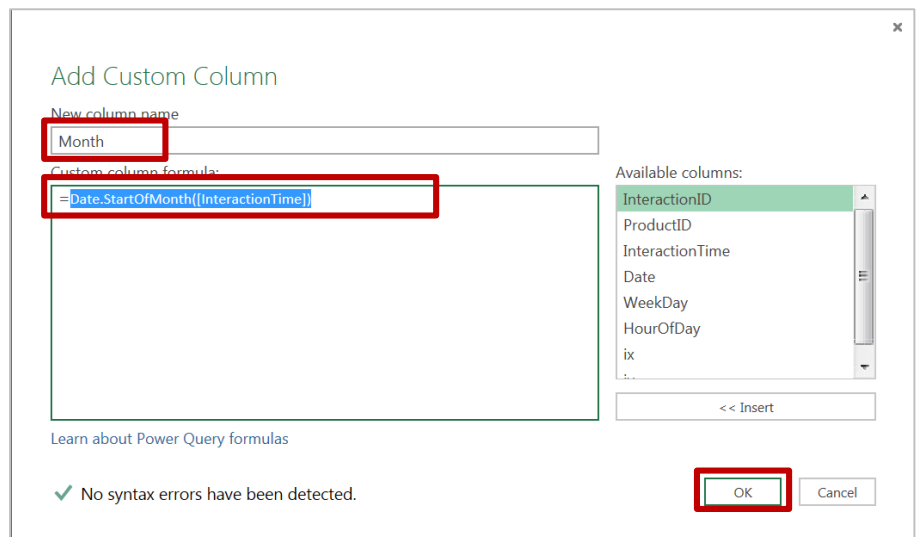 ×
Add Custom Column
New column name
Month
Custom column formula:
=Date.StartOfMonth([InteractionTime])
Available columns:
InteractionID
ProductID
InteractionTime
Date
WeekDay
HourOfDay
ix
<< Insert
Learn about Power Query formulas
No syntax errors have been detected.
OK
Cancel